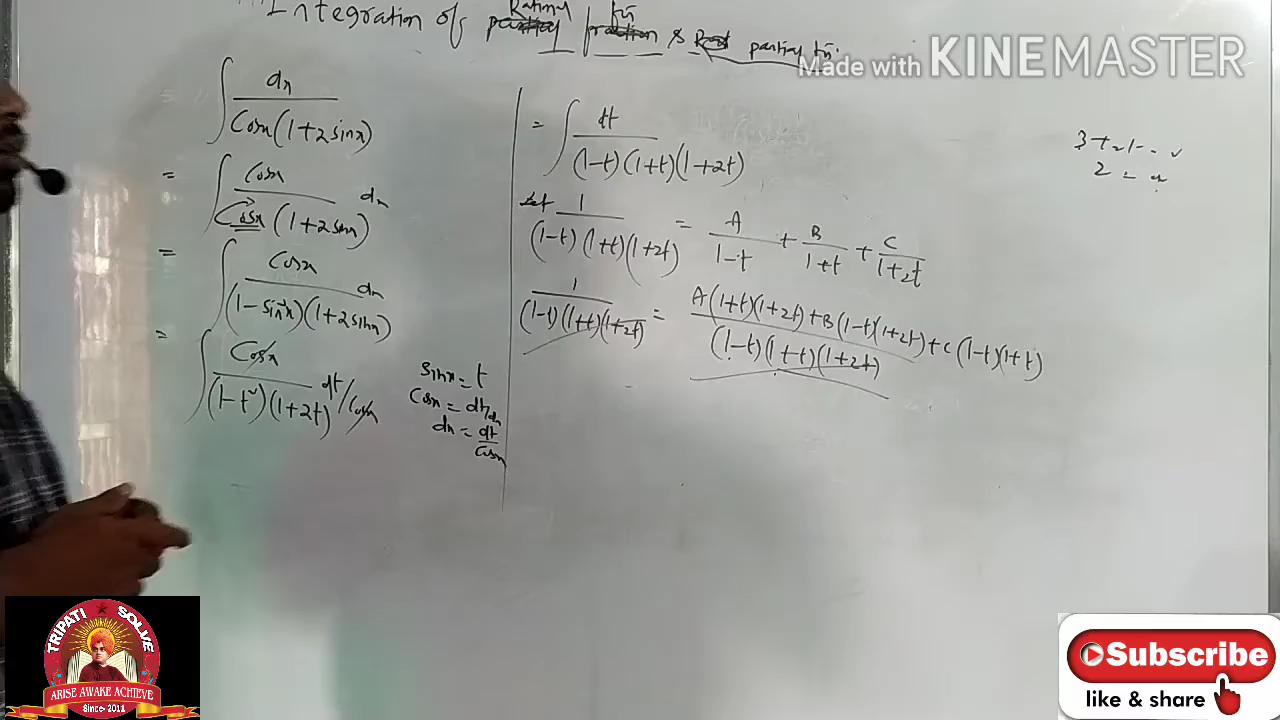 Integration of Rational fn & partial fn.
Made with KINEMASTER
∫ dx / Cosx(1+2sinx)
= ∫ Cosx / Cos²x (1+2sinx) dx
= ∫ Cosx / (1-sin²x)(1+2sinx) dx
= ∫ Cosx / (1-t²)(1+2t) dt/Cosx
sinx = t
Cosx = dt/dx
dx = dt/Cosx
= ∫ dt / (1-t)(1+t)(1+2t)
Let 1 / (1-t)(1+t)(1+2t) = A / 1-t + B / 1+t + C / 1+2t
1 / (1-t)(1+t)(1+2t) = A(1+t)(1+2t)+B(1-t)(1+2t)+C(1-t)(1+t) / (1-t)(1+t)(1+2t)
TRIPATI SOLVE
ARISE AWAKE ACHIEVE
Since-2011
Subscribe
like & share